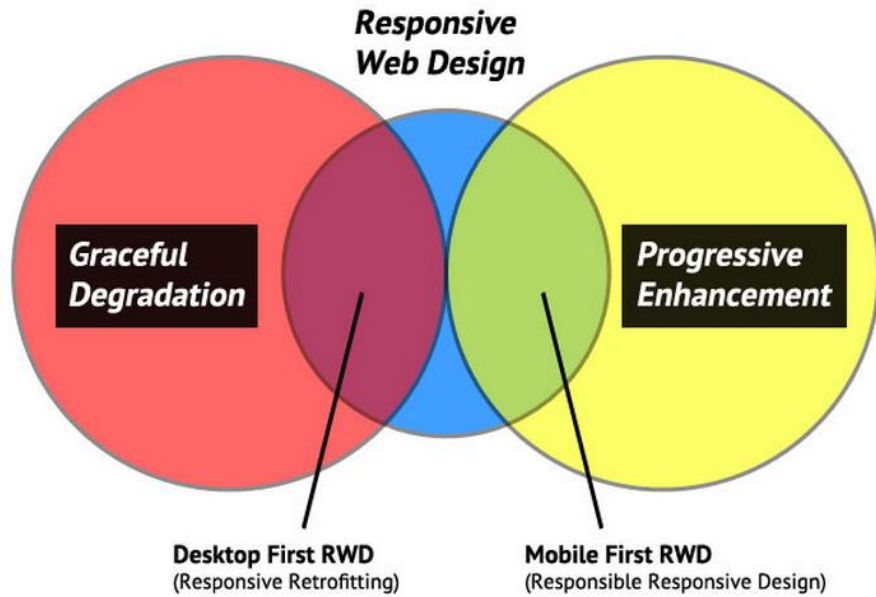 Responsive
Web Design
Graceful
Degradation
Progressive
Enhancement
Desktop First RWD
(Responsive Retrofitting)
Mobile First RWD
(Responsible Responsive Design)